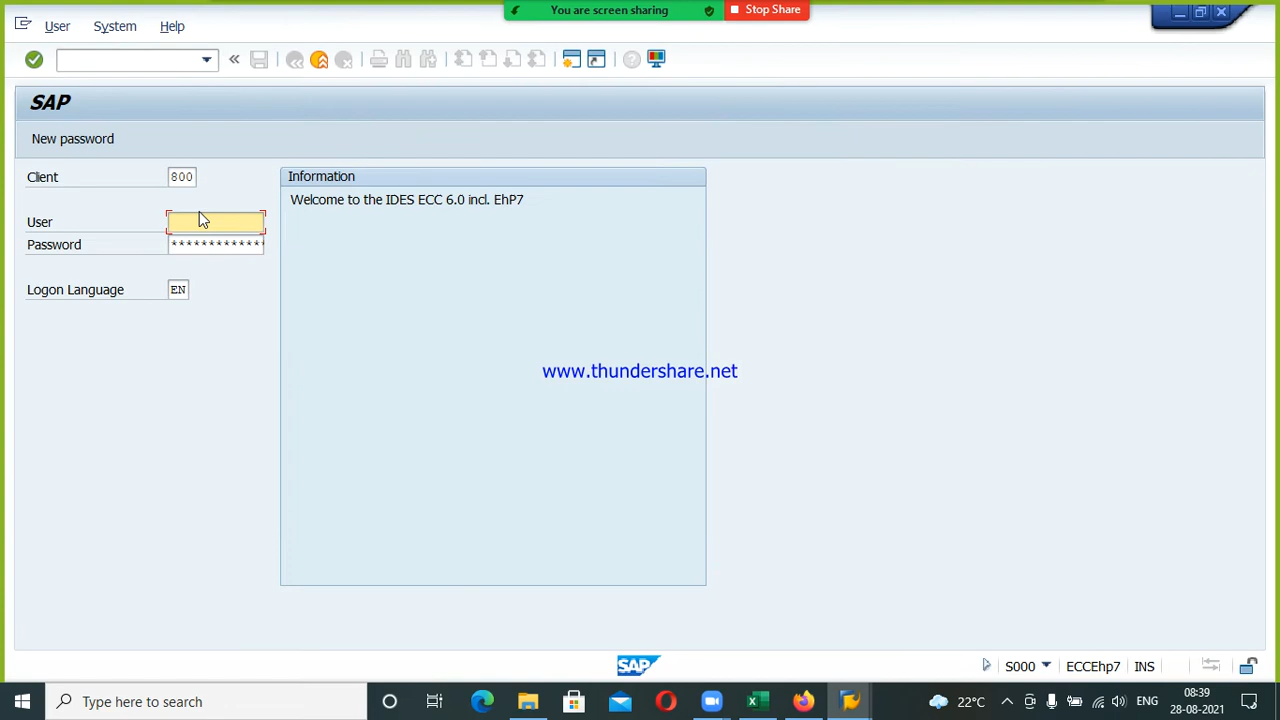 You are screen sharing
Stop Share
User System Help
SAP
New password
Client 800
Information
Welcome to the IDES ECC 6.0 incl. EhP7
User
Password ************
Logon Language EN
www.thundershare.net
SAP
S000 ECCEhp7 INS
Type here to search
22°C
ENG
08:39
28-08-2021